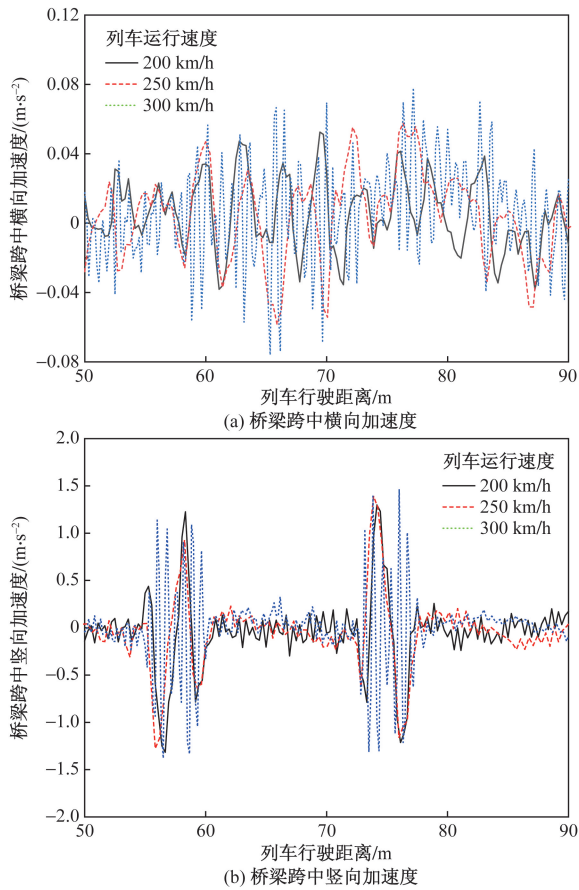 0.12
列车运行速度
200 km/h
250 km/h
300 km/h
0.08
0.04
0
−0.04
−0.08
桥梁跨中横向加速度/(m·s⁻²)
50 60 70 80 90
列车行驶距离/m
(a) 桥梁跨中横向加速度
2.0
列车运行速度
200 km/h
250 km/h
300 km/h
1.5
1.0
0.5
0
−0.5
−1.0
−1.5
−2.0
桥梁跨中竖向加速度/(m·s⁻²)
50 60 70 80 90
列车行驶距离/m
(b) 桥梁跨中竖向加速度